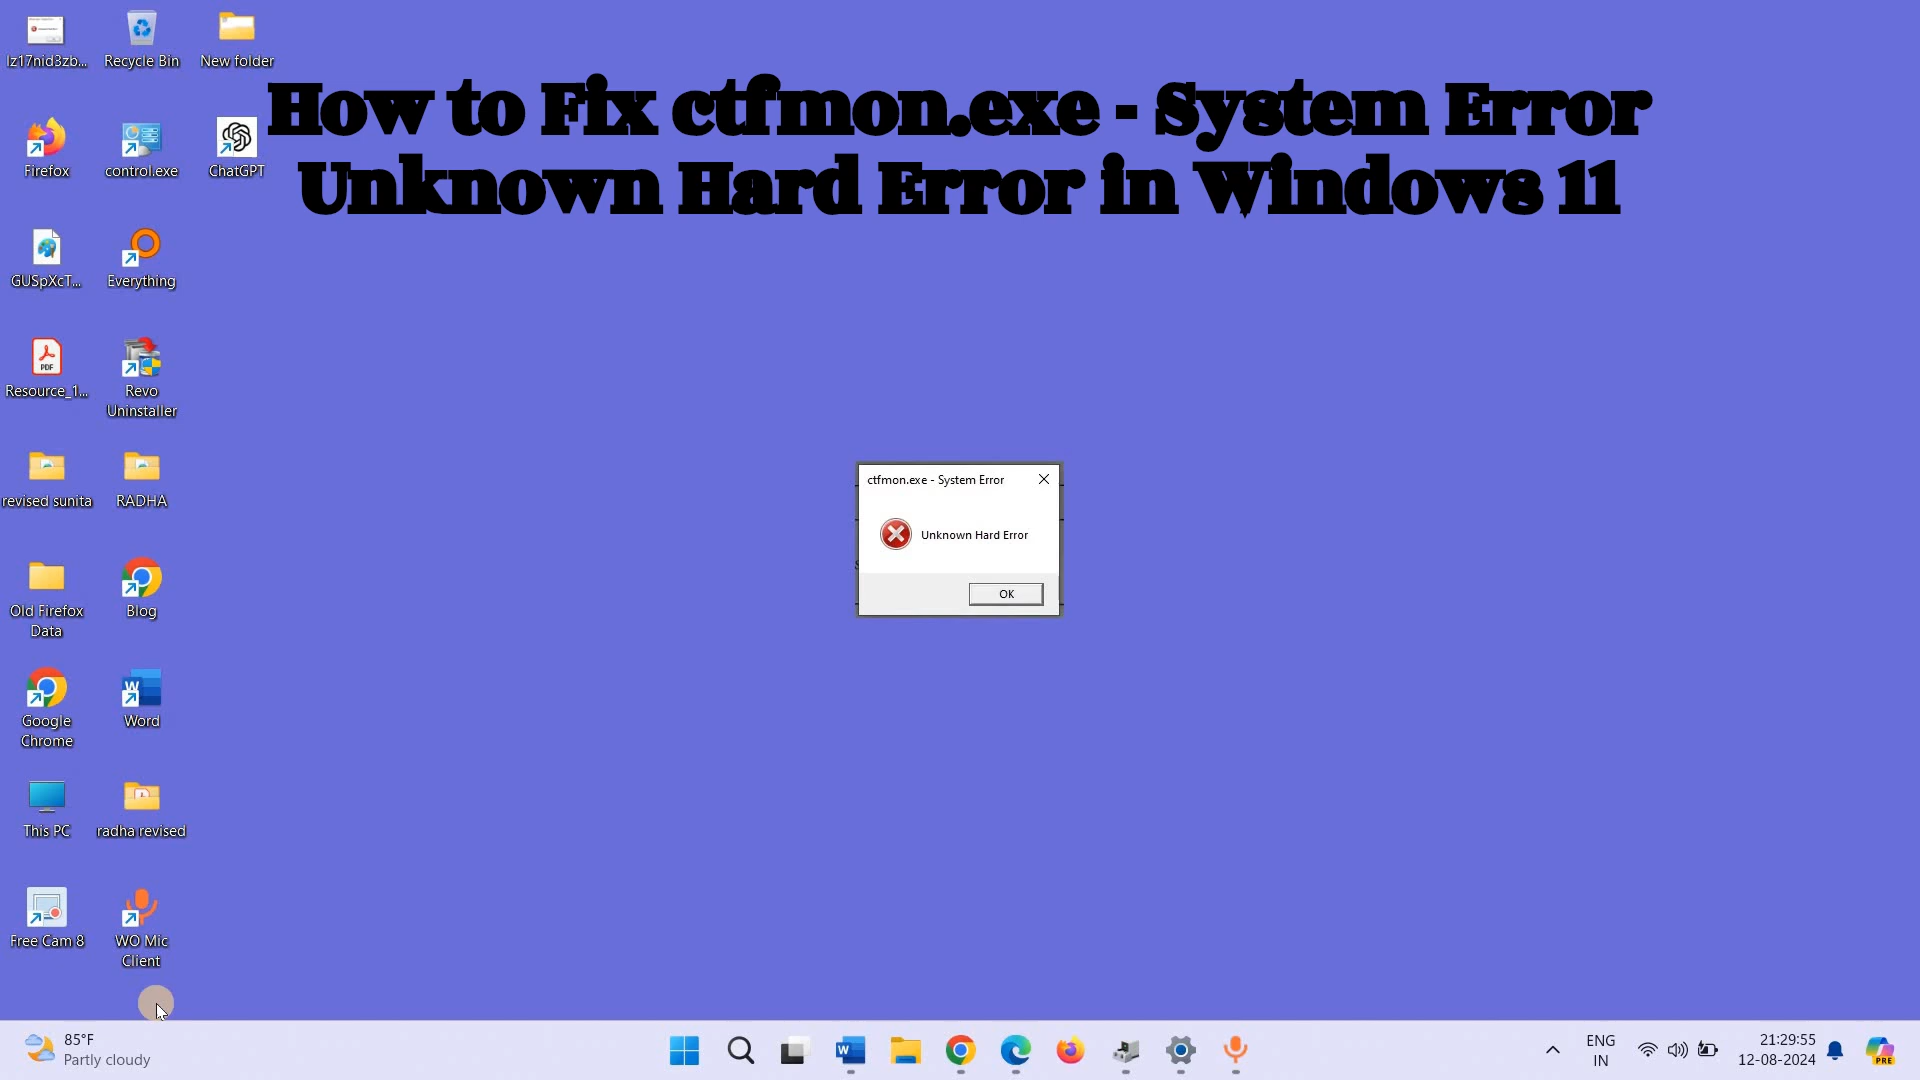 How to Fix ctfmon.exe - System Error
Unknown Hard Error in Windows 11
lz17nid3zb...
Recycle Bin
New folder
Firefox
control.exe
ChatGPT
GUSpXcT...
Everything
Resource_1...
Revo
Uninstaller
revised sunita
RADHA
Old Firefox
Data
Blog
Google
Chrome
Word
This PC
radha revised
Free Cam 8
WO Mic
Client
PDF
ctfmon.exe - System Error
Unknown Hard Error
OK
85°F
Partly cloudy
ENG
IN
21:29:55
12-08-2024
PRE